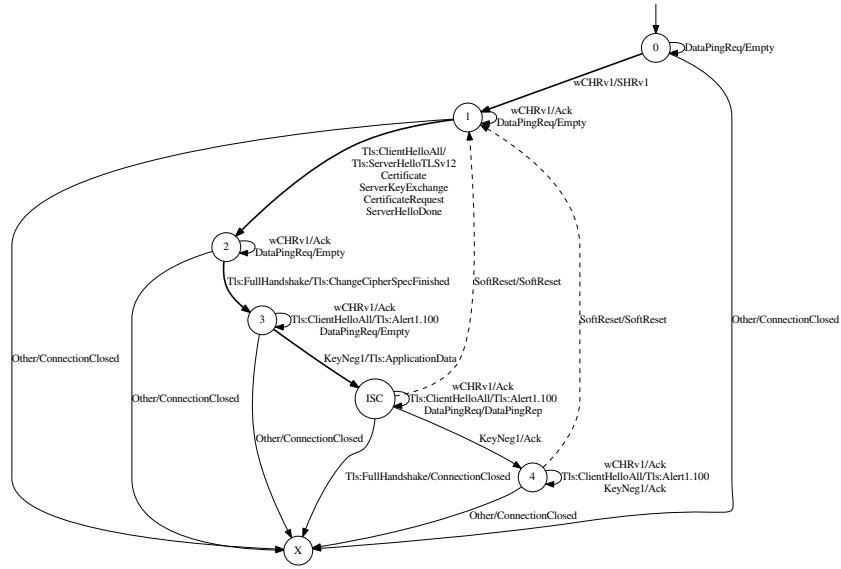 0
DataPingReq/Empty
wCHRv1/SHRv1
1
wCHRv1/Ack
DataPingReq/Empty
Tls:ClientHelloAll/
Tls:ServerHelloTLSv12
Certificate
ServerKeyExchange
CertificateRequest
ServerHelloDone
2
wCHRv1/Ack
DataPingReq/Empty
Tls:FullHandshake/Tls:ChangeCipherSpecFinished
SoftReset/SoftReset
3
wCHRv1/Ack
Tls:ClientHelloAll/Tls:Alert1.100
DataPingReq/Empty
SoftReset/SoftReset
Other/ConnectionClosed
Other/ConnectionClosed
KeyNeg1/Tls:ApplicationData
ISC
wCHRv1/Ack
Tls:ClientHelloAll/Tls:Alert1.100
DataPingReq/DataPingRep
Other/ConnectionClosed
Other/ConnectionClosed
KeyNeg1/Ack
Tls:FullHandshake/ConnectionClosed
4
wCHRv1/Ack
Tls:ClientHelloAll/Tls:Alert1.100
KeyNeg1/Ack
Other/ConnectionClosed
X